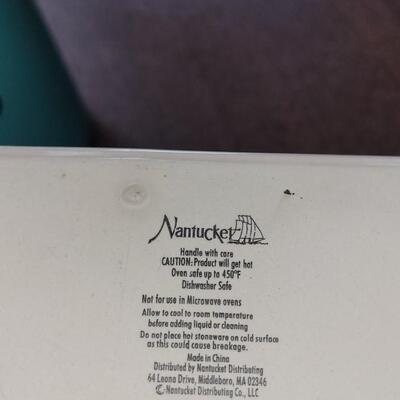 Nantucket
Handle with care
CAUTION: Product will get hot
Oven safe up to 450°F
Dishwasher Safe
Not for use in Microwave ovens
Allow to cool to room temperature
before adding liquid or cleaning
Do not place hot stoneware on cold surface
as this could cause breakage.
Made in China
Distributed by Nantucket Distributing
64 Leona Drive, Middleboro, MA 02346
©Nantucket Distributing Co., LLC